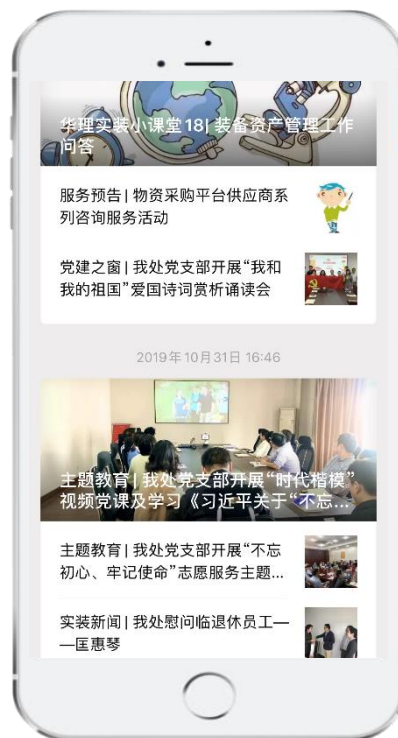 华理实装小课堂18| 装备资产管理工作
问答
服务预告| 物资采购平台供应商系
列咨询服务活动
党建之窗| 我处党支部开展“我和
我的祖国”爱国诗词赏析诵读会
2019年10月31日 16:46
主题教育| 我处党支部开展“时代楷模”
视频党课及学习《习近平关于“不忘...
主题教育| 我处党支部开展“不忘
初心、牢记使命”志愿服务主题...
实装新闻| 我处慰问临退休员工—
—匡惠琴